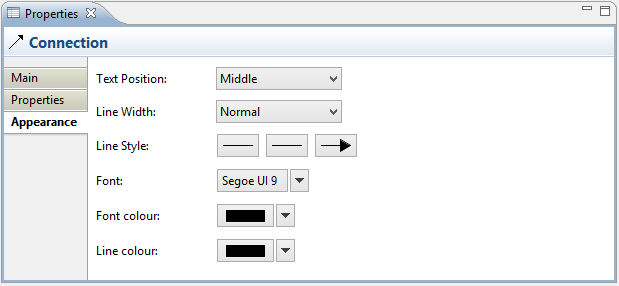 Properties
Connection
Main
Properties
Appearance
Text Position: Middle
Line Width: Normal
Line Style:
Font: Segoe UI 9
Font colour:
Line colour: